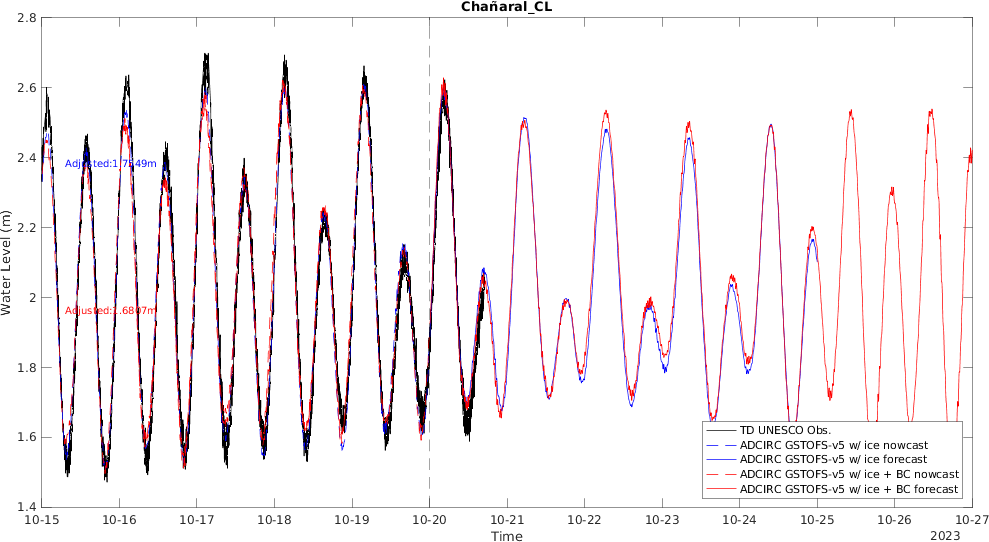 Chañaral_CL
2.8
2.6
2.4
2.2
2
1.8
1.6
1.4
Water Level (m)
Adjusted:1.7549m
Adjusted:1.6807m
TD UNESCO Obs.
ADCIRC GSTOFS-v5 w/ ice nowcast
ADCIRC GSTOFS-v5 w/ ice forecast
ADCIRC GSTOFS-v5 w/ ice + BC nowcast
ADCIRC GSTOFS-v5 w/ ice + BC forecast
10-15 10-16 10-17 10-18 10-19 10-20 10-21 10-22 10-23 10-24 10-25 10-26 10-27
Time
2023